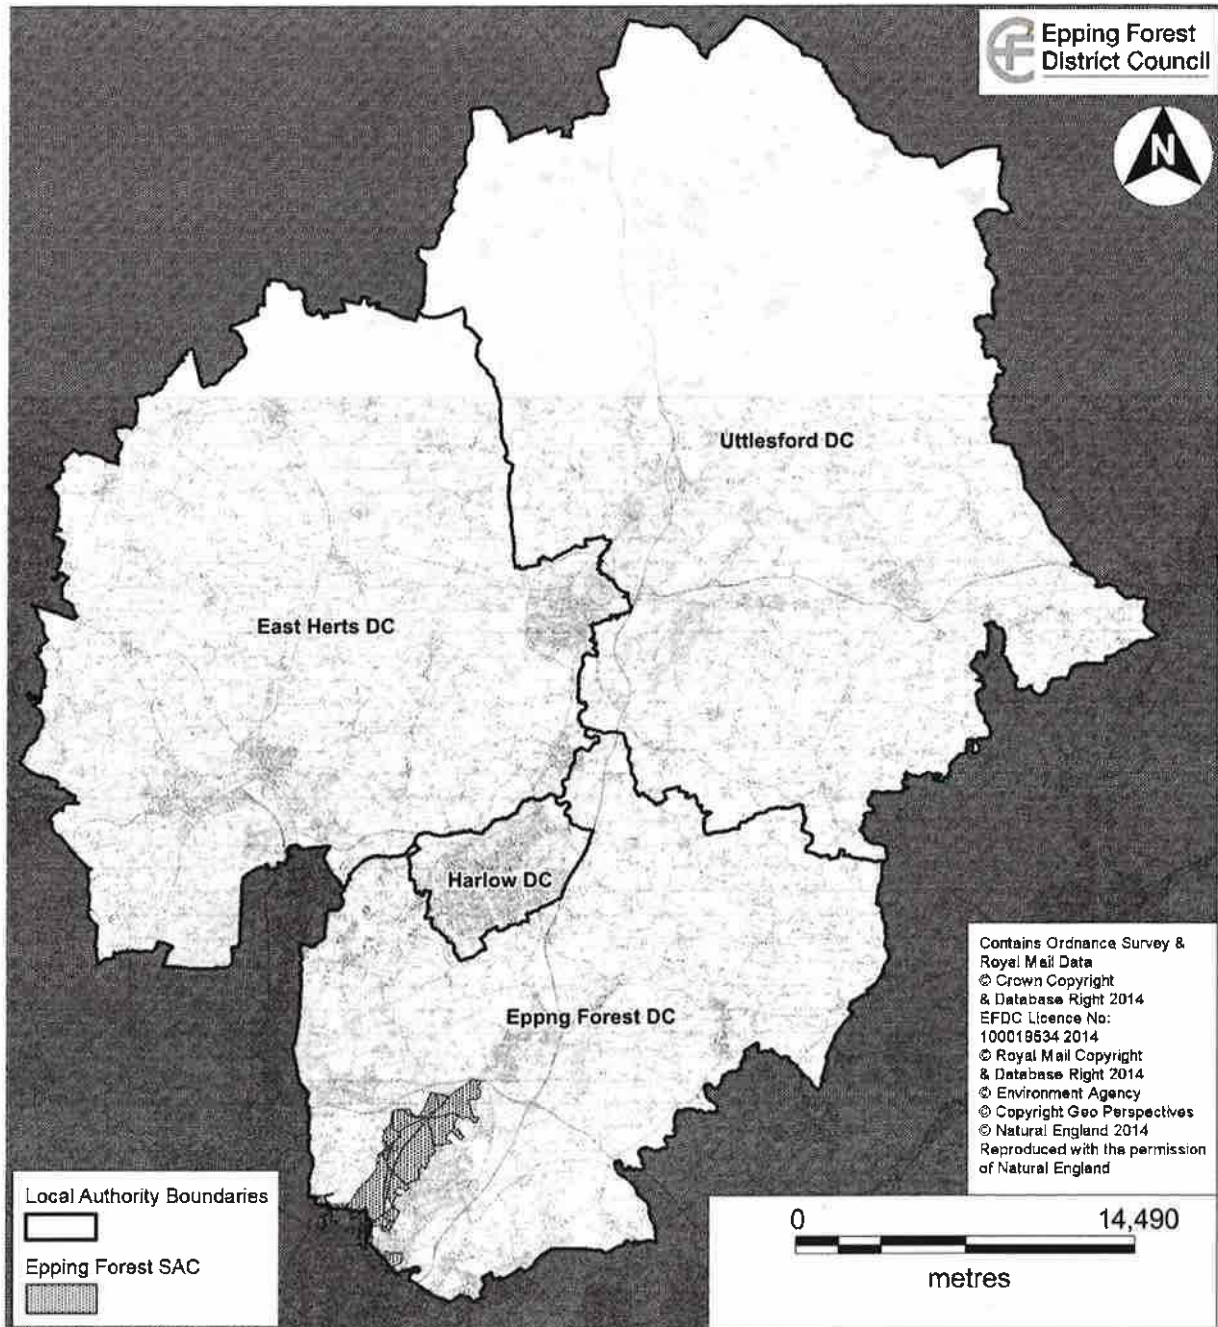 Epping Forest
District Council
N
Uttlesford DC
East Herts DC
Harlow DC
Eppng Forest DC
Contains Ordnance Survey &
Royal Mail Data
© Crown Copyright
& Database Right 2014
EFDC Licence No:
100018534 2014
© Royal Mail Copyright
& Database Right 2014
© Environment Agency
© Copyright Geo Perspectives
© Natural England 2014
Reproduced with the permission
of Natural England
Local Authority Boundaries
Epping Forest SAC
0 14,490
metres